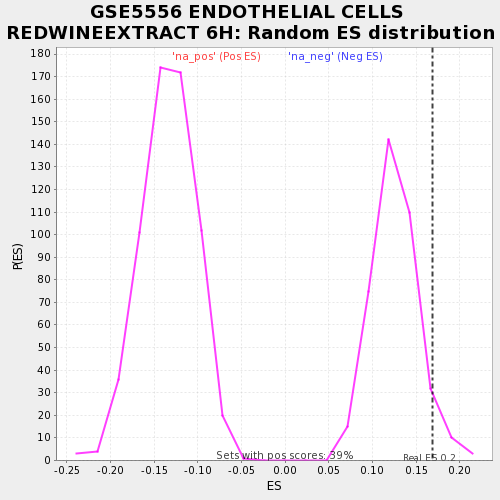 GSE5556 ENDOTHELIAL CELLS
REDWINEEXTRACT 6H: Random ES distribution
'na_pos' (Pos ES) 'na_neg' (Neg ES)
180
170
160
150
140
130
120
110
100
90
80
70
60
50
40
30
20
10
0
P(ES)
Sets with pos scores: 39%
Real ES 0.2
-0.25 -0.20 -0.15 -0.10 -0.05 0.00 0.05 0.10 0.15 0.20
ES